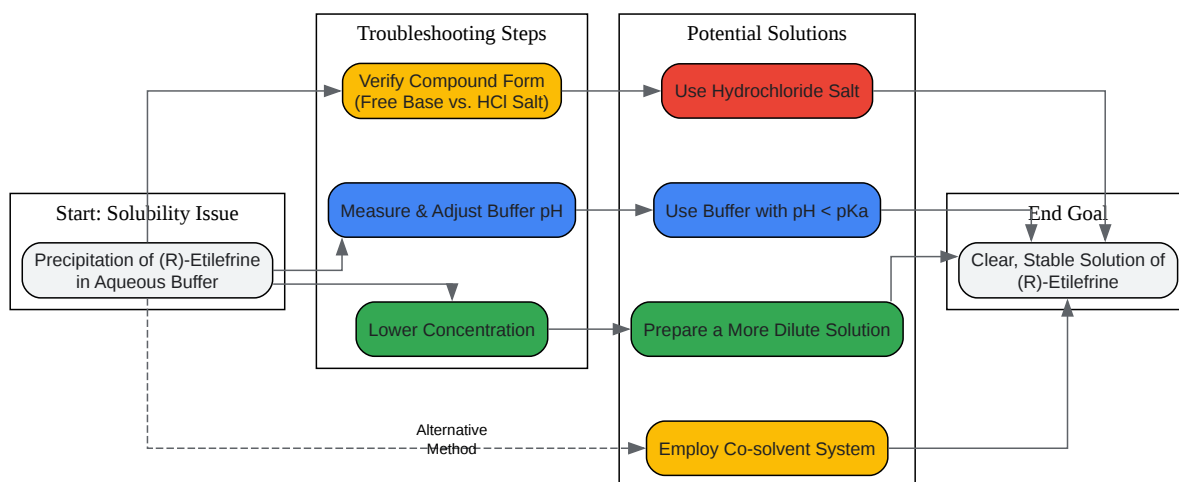 Start: Solubility Issue
Precipitation of (R)-Etilefrine
in Aqueous Buffer
Troubleshooting Steps
Verify Compound Form
(Free Base vs. HCl Salt)
Measure & Adjust Buffer pH
Lower Concentration
Alternative
Method
Potential Solutions
Use Hydrochloride Salt
Use Buffer with pH < pKa
Prepare a More Dilute Solution
Employ Co-solvent System
End Goal
Clear, Stable Solution of
(R)-Etilefrine